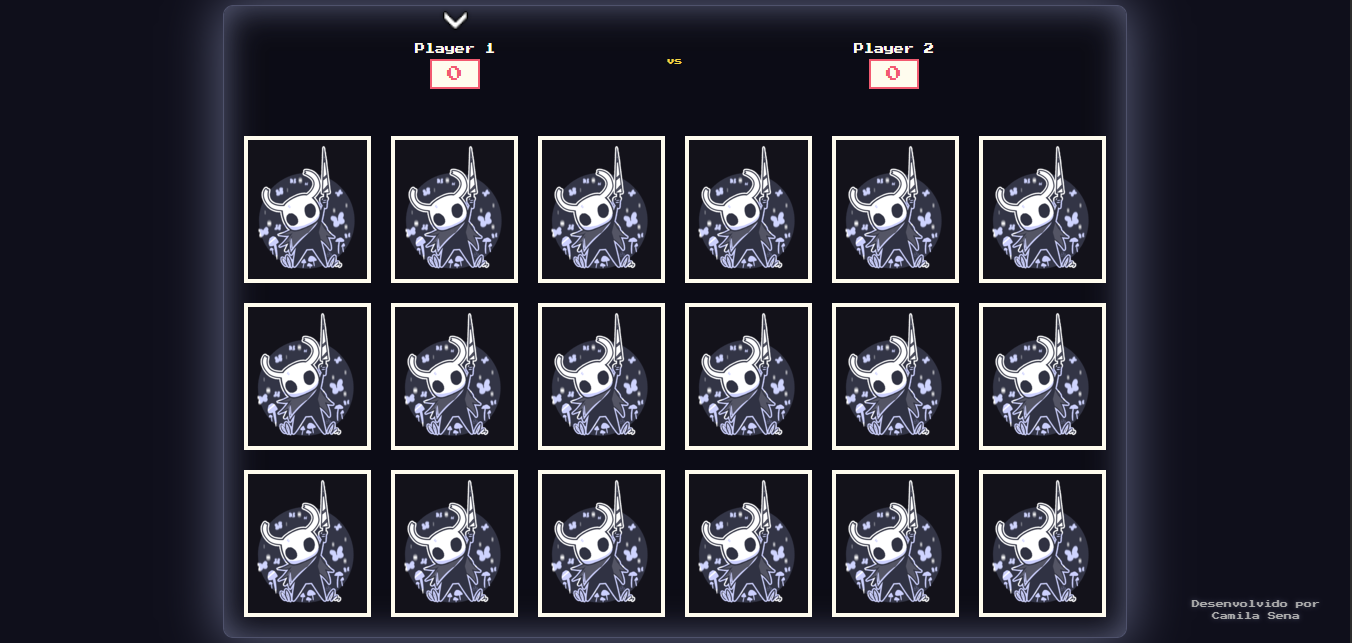 Player 1
0
vs
Player 2
0
Desenvolvido por
Camila Sena